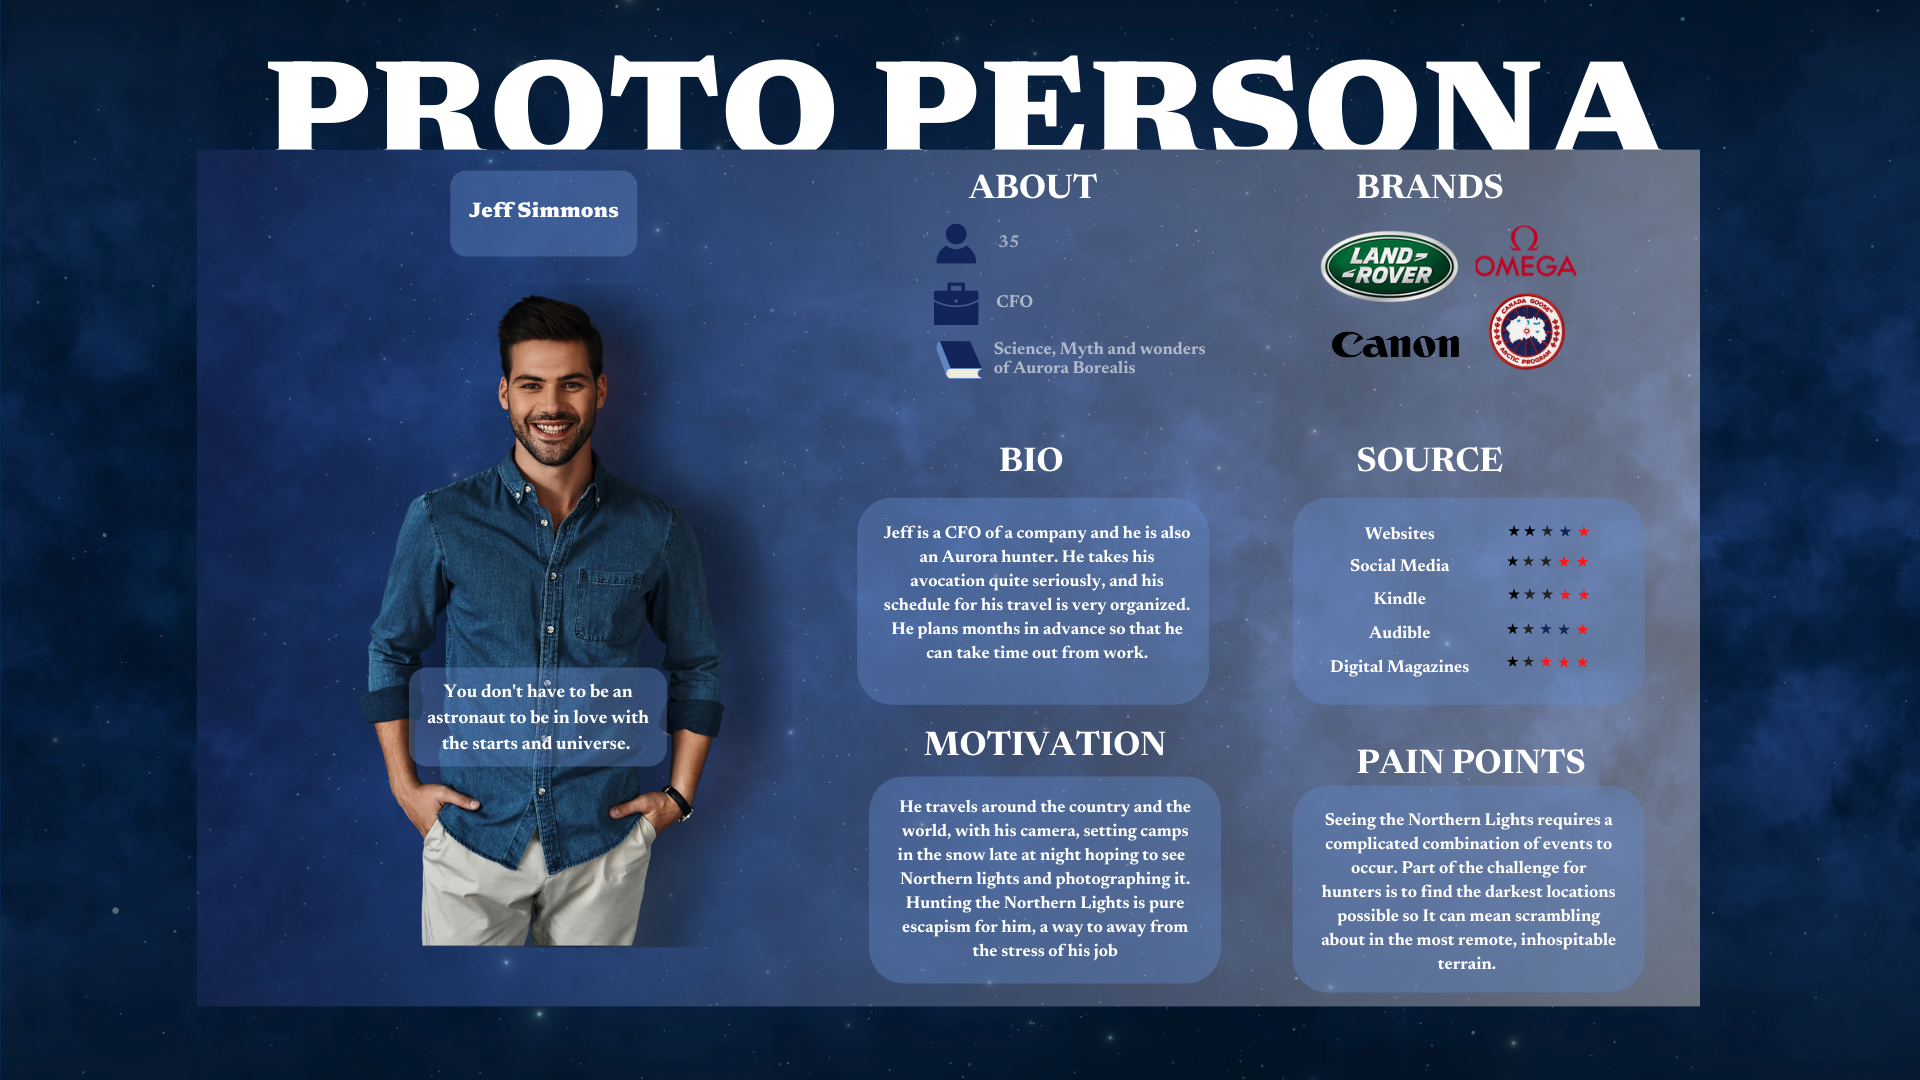 PROTO PERSONA
Jeff Simmons
You don't have to be an
astronaut to be in love with
the starts and universe.
ABOUT
35
CFO
Science, Myth and wonders
of Aurora Borealis
BRANDS
LAND-
-ROVER
Ω
OMEGA
Canon
CANADA GOOSE
ARCTIC PROGRAM
BIO
Jeff is a CFO of a company and he is also
an Aurora hunter. He takes his
avocation quite seriously, and his
schedule for his travel is very organized.
He plans months in advance so that he
can take time out from work.
SOURCE
Websites
Social Media
Kindle
Audible
Digital Magazines
MOTIVATION
He travels around the country and the
world, with his camera, setting camps
in the snow late at night hoping to see
Northern lights and photographing it.
Hunting the Northern Lights is pure
escapism for him, a way to away from
the stress of his job
PAIN POINTS
Seeing the Northern Lights requires a
complicated combination of events to
occur. Part of the challenge for
hunters is to find the darkest locations
possible so It can mean scrambling
about in the most remote, inhospitable
terrain.